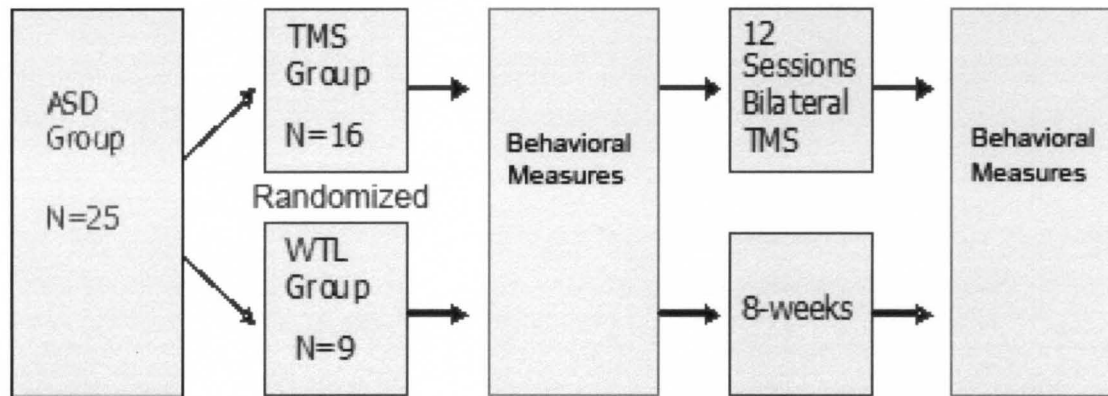 ASD
Group
N=25
TMS
Group
N=16
Randomized
WTL
Group
N=9
Behavioral
Measures
12
Sessions
Bilateral
TMS
8-weeks
Behavioral
Measures